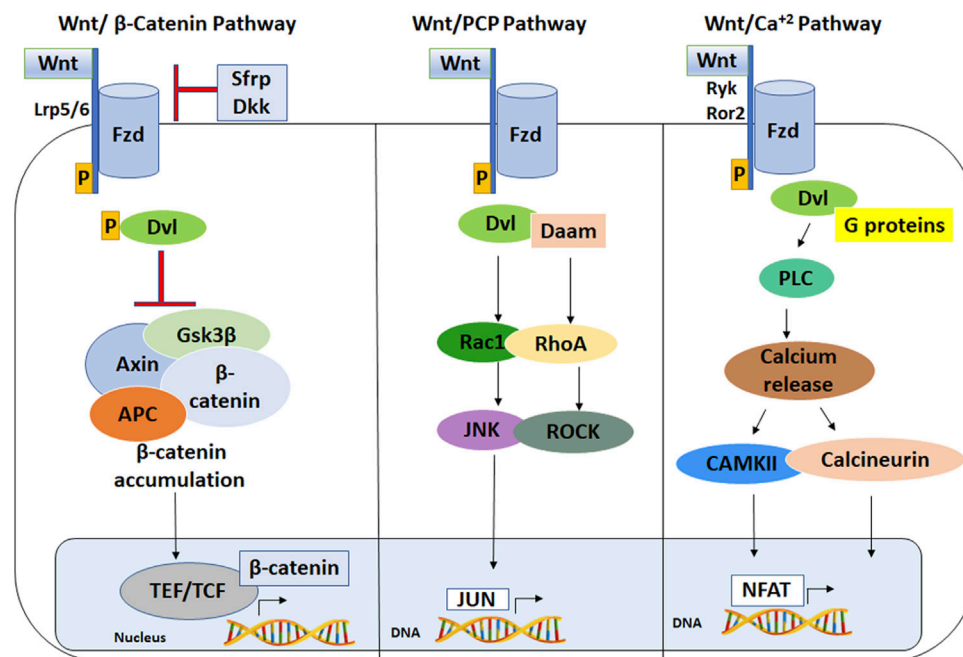 Wnt/ β-Catenin Pathway
Wnt
Lrp5/6
Fzd
Sfrp
Dkk
P
P
Dvl
Gsk3β
Axin
β-
catenin
APC
β-catenin
accumulation
TEF/TCF
β-catenin
Nucleus
Wnt/PCP Pathway
Wnt
Fzd
P
Dvl
Daam
Rac1
RhoA
JNK
ROCK
JUN
DNA
Wnt/Ca⁺² Pathway
Wnt
Ryk
Ror2
Fzd
P
Dvl
G proteins
PLC
Calcium
release
CAMKII
Calcineurin
NFAT
DNA